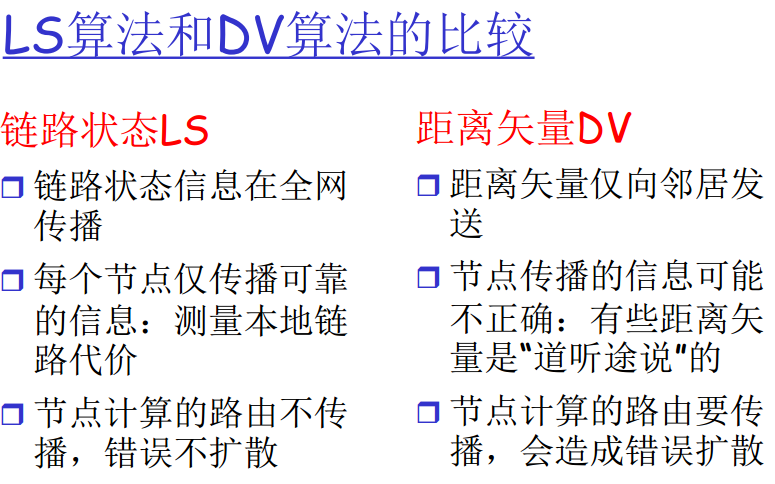 LS算法和DV算法的比较
链路状态LS
链路状态信息在全网
传播
每个节点仅传播可靠
的信息：测量本地链
路代价
节点计算的路由不传
播，错误不扩散
距离矢量DV
距离矢量仅向邻居发
送
节点传播的信息可能
不正确：有些距离矢
量是“道听途说”的
节点计算的路由要传
播，会造成错误扩散